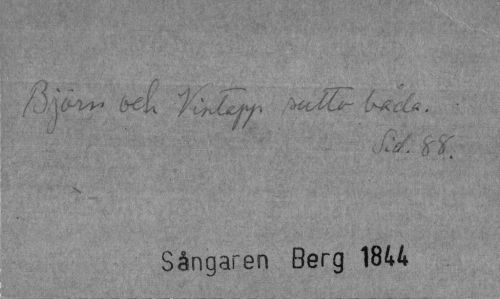 Björn och Vintapp sutto båda.
Sid. 88.
Sångaren Berg 1844